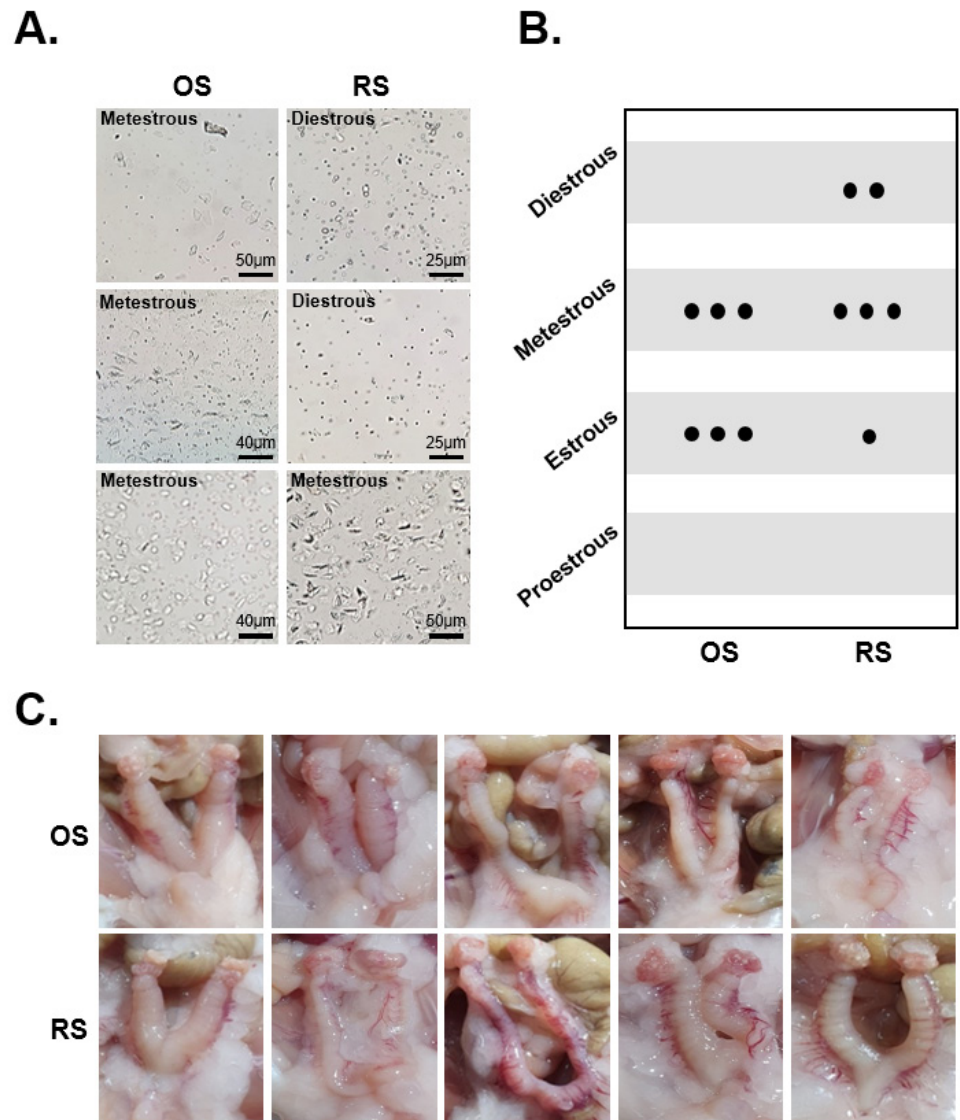 A.
B.
OS
RS
Metestrous
Diestrous
50µm
25µm
Metestrous
Diestrous
40µm
25µm
Metestrous
Metestrous
40µm
50µm
Diestrous
Metestrous
Estrous
Proestrous
OS
RS
C.
OS
RS